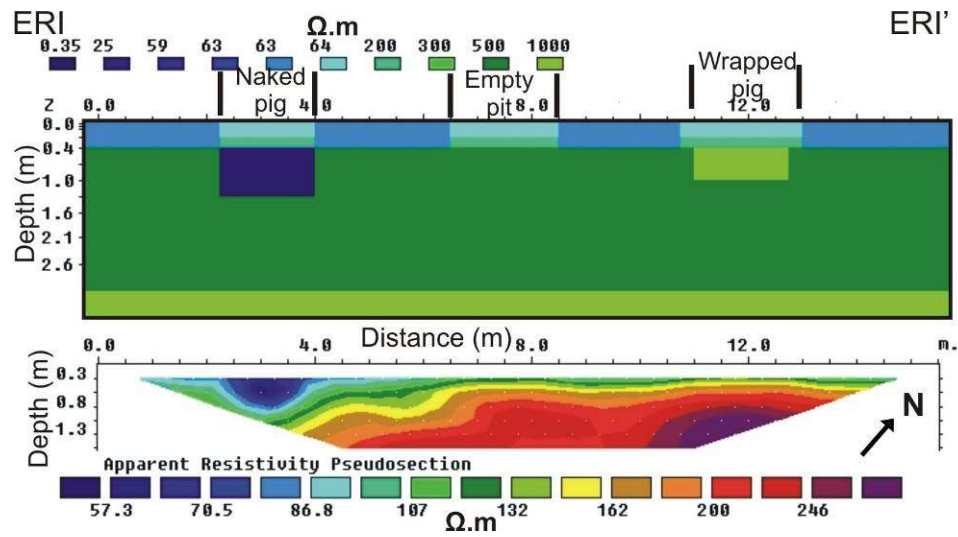 ERI Ω.m ERI'
0.35 25 59 63 63 64 200 300 500 1000
Naked pig Empty pit Wrapped pig
Z 0.0 4.0 8.0 12.0
Depth (m)
0.0
0.4
1.0
1.6
2.1
2.6
Distance (m)
0.0 4.0 8.0 12.0 m.
Depth (m)
0.3
0.8
1.3
N
Apparent Resistivity Pseudosection
57.3 70.5 86.8 107 132 162 200 246
Ω.m